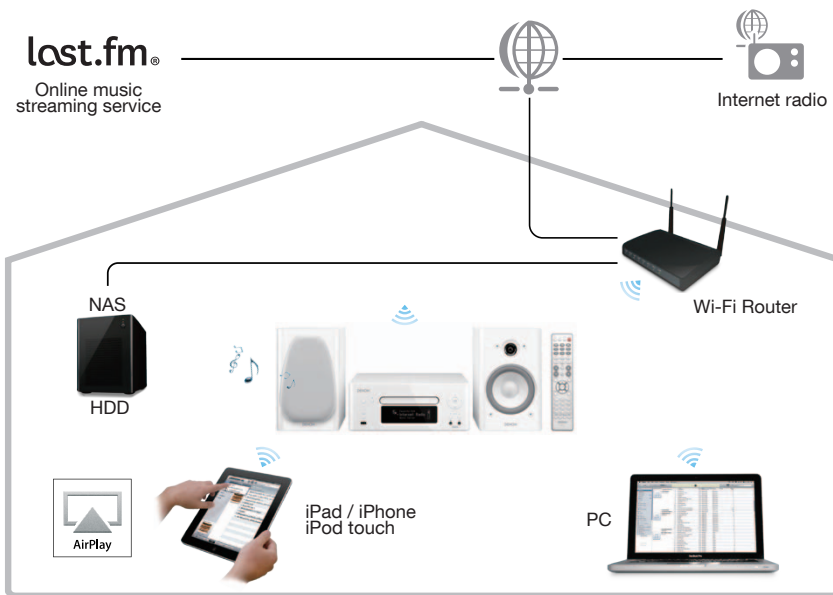 last.fm®
Online music
streaming service
Internet radio
NAS
Wi-Fi Router
HDD
DENON
iPad / iPhone
iPod touch
PC
AirPlay